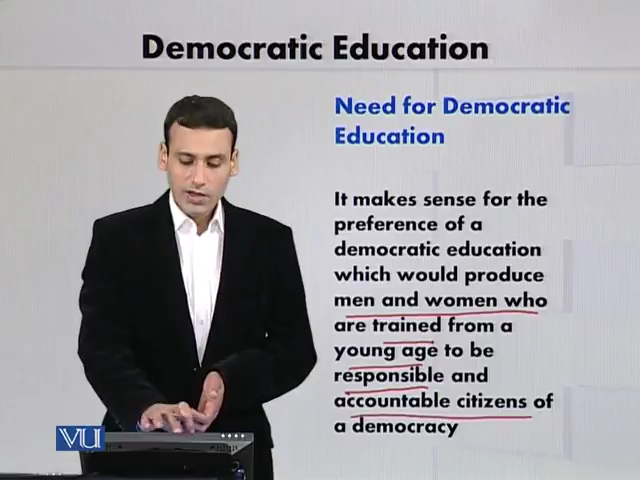 Democratic Education
Need for Democratic
Education
It makes sense for the
preference of a
democratic education
which would produce
men and women who
are trained from a
young age to be
responsible and
accountable citizens of
a democracy
VU